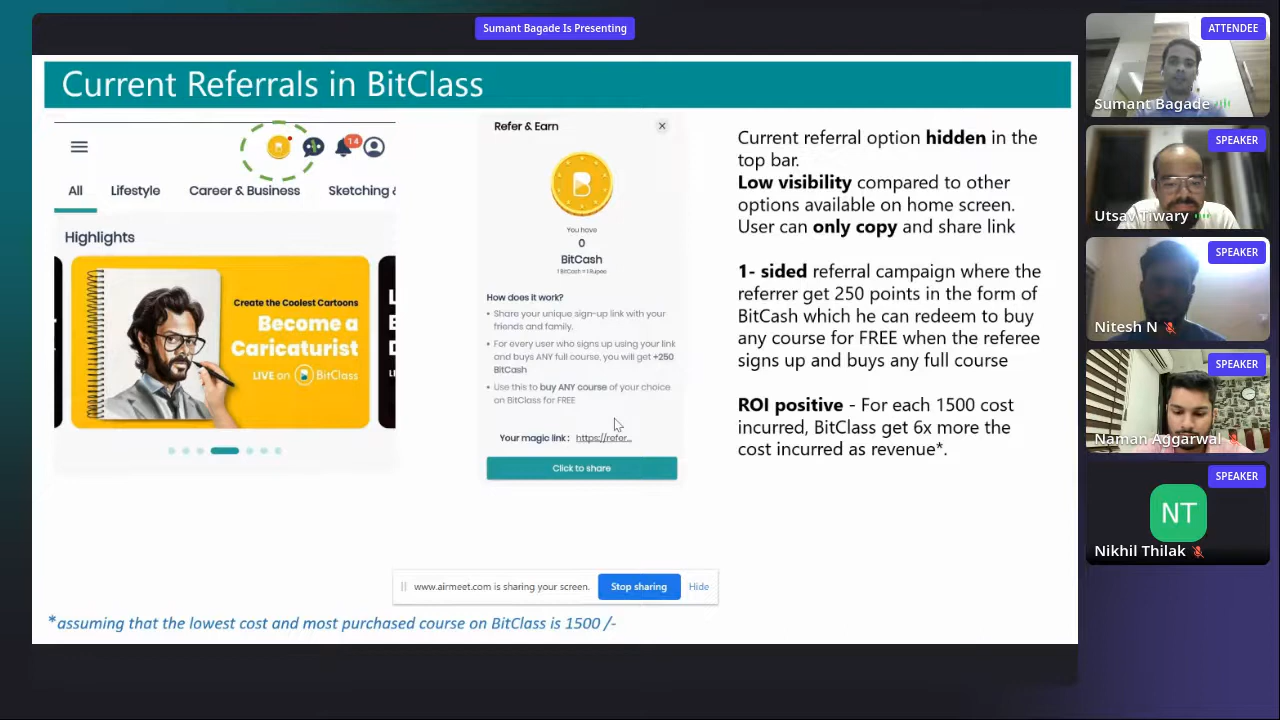 Sumant Bagade Is Presenting
Current Referrals in BitClass
14
All
Lifestyle
Career & Business
Sketching &
Highlights
Create the Coolest Cartoons
Become a
Caricaturist
LIVE on BitClass
Refer & Earn
You have
0
BitCash
1 BitCash = 1 Rupee
How does it work?
• Share your unique sign-up link with your
friends and family.
• For every user who signs up using your link
and buys ANY full course, you will get +250
BitCash
• Use this to buy ANY course of your choice
on BitClass for FREE
Your magic link : https://refer...
Click to share
Current referral option hidden in the
top bar.
Low visibility compared to other
options available on home screen.
User can only copy and share link
1- sided referral campaign where the
referrer get 250 points in the form of
BitCash which he can redeem to buy
any course for FREE when the referee
signs up and buys any full course
ROI positive - For each 1500 cost
incurred, BitClass get 6x more the
cost incurred as revenue*.
www.airmeet.com is sharing your screen.
Stop sharing
Hide
*assuming that the lowest cost and most purchased course on BitClass is 1500 /-
ATTENDEE
Sumant Bagade
SPEAKER
Utsav Tiwary
SPEAKER
Nitesh N
SPEAKER
Naman Aggarwal
SPEAKER
NT
Nikhil Thilak